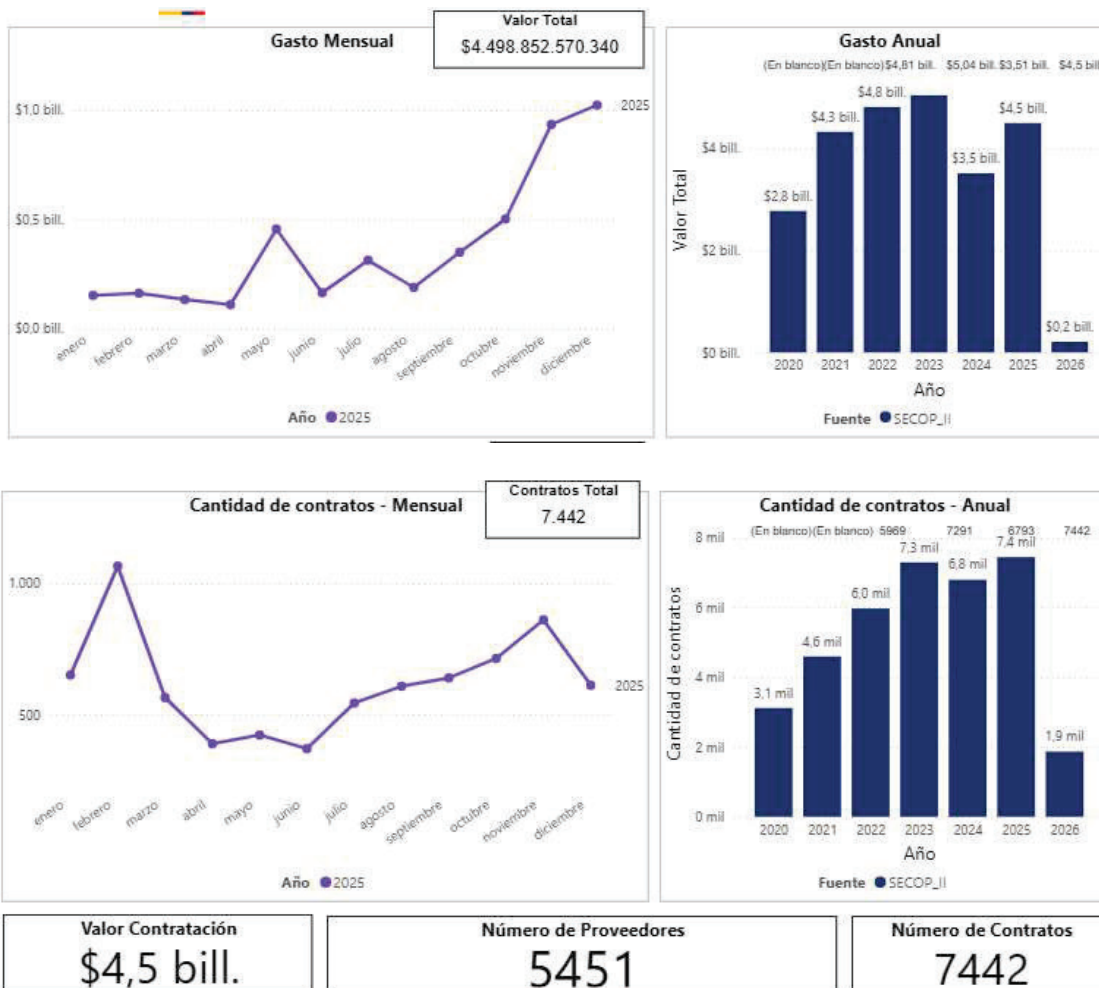 Gasto Mensual
Valor Total
$4.498.852.570.340
$1,0 bill.
$0,5 bill.
$0,0 bill.
2025
enero
febrero
marzo
abril
mayo
junio
julio
agosto
septiembre
octubre
noviembre
diciembre
Año 2025
Gasto Anual
(En blanco)(En blanco) $4,81 bill. $5,04 bill. $3,51 bill. $4,5 bill
Valor Total
$4 bill.
$2 bill.
$0 bill.
$2,8 bill.
$4,3 bill.
$4,8 bill.
$3,5 bill.
$4,5 bill.
$0,2 bill.
2020 2021 2022 2023 2024 2025 2026
Año
Fuente SECOP_II
Cantidad de contratos - Mensual
Contratos Total
7.442
1.000
500
2025
enero
febrero
marzo
abril
mayo
junio
julio
agosto
septiembre
octubre
noviembre
diciembre
Año 2025
Cantidad de contratos - Anual
(En blanco)(En blanco) 5969 7291 6793 7442
Cantidad de contratos
8 mil
6 mil
4 mil
2 mil
0 mil
3,1 mil
4,6 mil
6,0 mil
7,3 mil
6,8 mil
7,4 mil
1,9 mil
2020 2021 2022 2023 2024 2025 2026
Año
Fuente SECOP_II
Valor Contratación
$4,5 bill.
Número de Proveedores
5451
Número de Contratos
7442